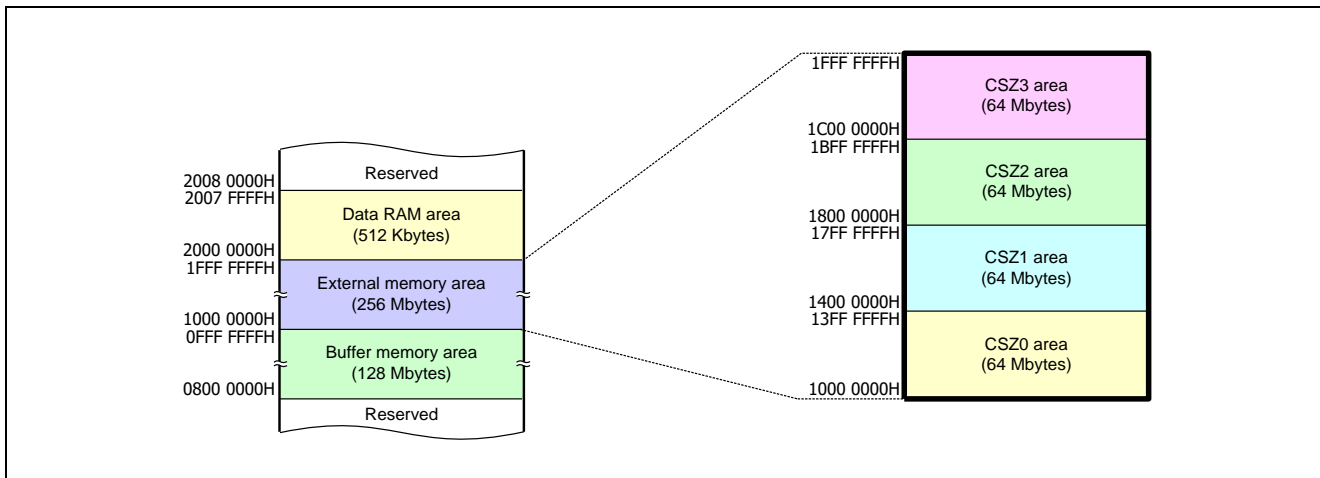 2008 0000H
2007 FFFFH
2000 0000H
1FFF FFFFH
1000 0000H
0FFF FFFFH
0800 0000H
Reserved
Data RAM area
(512 Kbytes)
External memory area
(256 Mbytes)
Buffer memory area
(128 Mbytes)
Reserved
1FFF FFFFH
1C00 0000H
1BFF FFFFH
1800 0000H
17FF FFFFH
1400 0000H
13FF FFFFH
1000 0000H
CSZ3 area
(64 Mbytes)
CSZ2 area
(64 Mbytes)
CSZ1 area
(64 Mbytes)
CSZ0 area
(64 Mbytes)